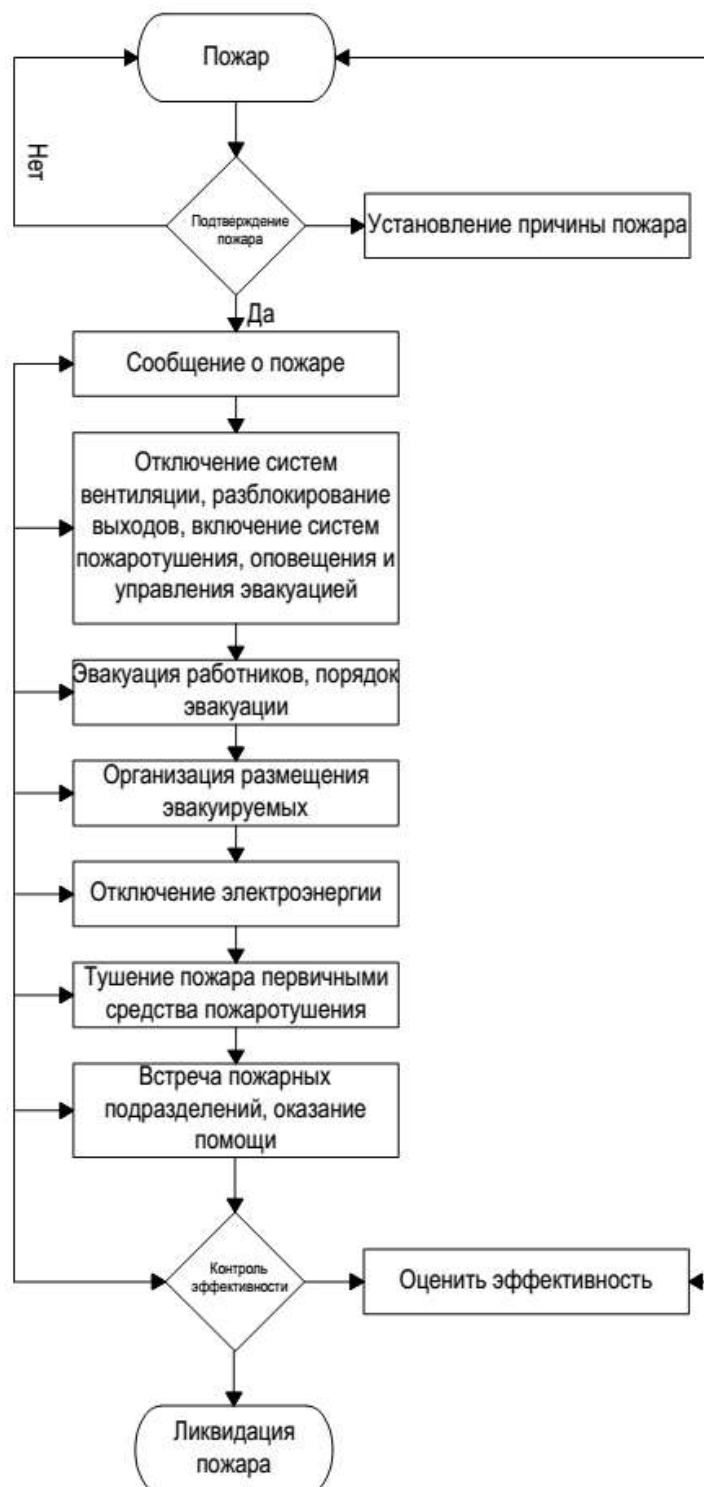 Пожар
Нет
Подтверждение
пожара
Установление причины пожара
Да
Сообщение о пожаре
Отключение систем
вентиляции, разблокирование
выходов, включение систем
пожаротушения, оповещения и
управления эвакуацией
Эвакуация работников, порядок
эвакуации
Организация размещения
эвакуируемых
Отключение электроэнергии
Тушение пожара первичными
средства пожаротушения
Встреча пожарных
подразделений, оказание
помощи
Контроль
эффективности
Оценить эффективность
Ликвидация
пожара